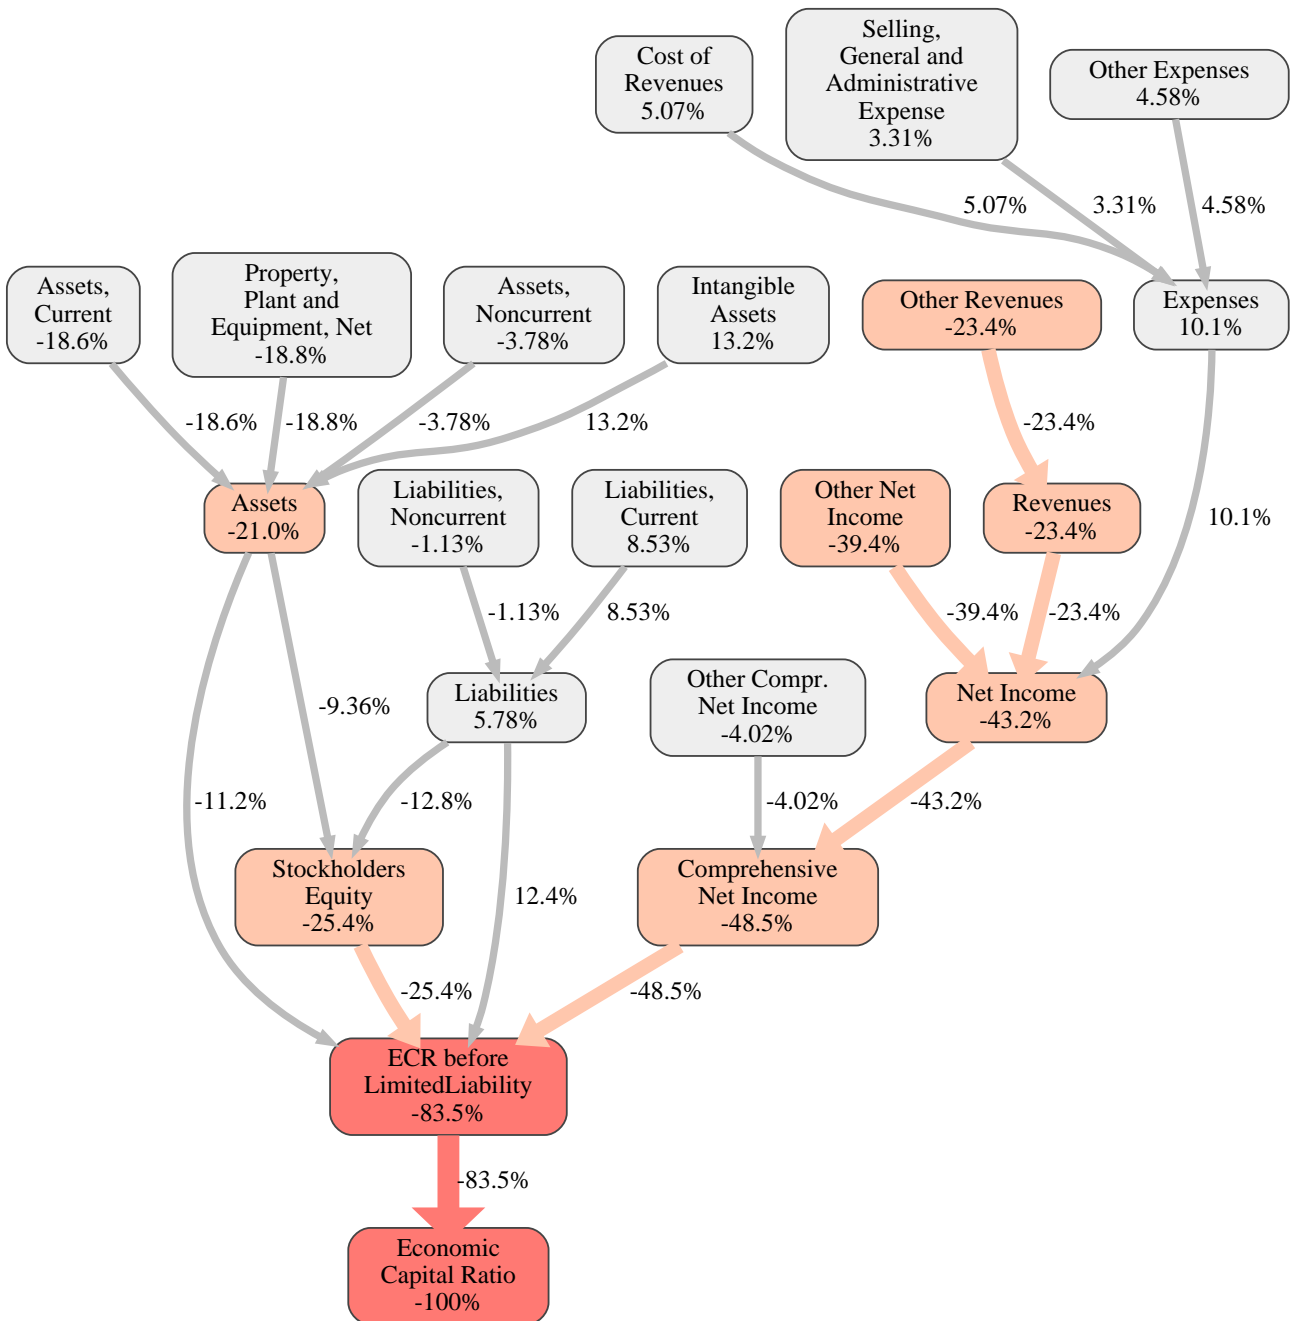 Cost of
Revenues
5.07%
Selling,
General and
Administrative
Expense
3.31%
Other Expenses
4.58%
5.07%
3.31%
4.58%
Assets,
Current
-18.6%
Property,
Plant and
Equipment, Net
-18.8%
Assets,
Noncurrent
-3.78%
Intangible
Assets
13.2%
Other Revenues
-23.4%
Expenses
10.1%
-18.6%
-18.8%
-3.78%
13.2%
-23.4%
Assets
-21.0%
Liabilities,
Noncurrent
-1.13%
Liabilities,
Current
8.53%
Other Net
Income
-39.4%
Revenues
-23.4%
10.1%
-1.13%
8.53%
-39.4%
-23.4%
-9.36%
Liabilities
5.78%
Other Compr.
Net Income
-4.02%
Net Income
-43.2%
-11.2%
-12.8%
-4.02%
-43.2%
Stockholders
Equity
-25.4%
12.4%
Comprehensive
Net Income
-48.5%
-25.4%
-48.5%
ECR before
LimitedLiability
-83.5%
-83.5%
Economic
Capital Ratio
-100%